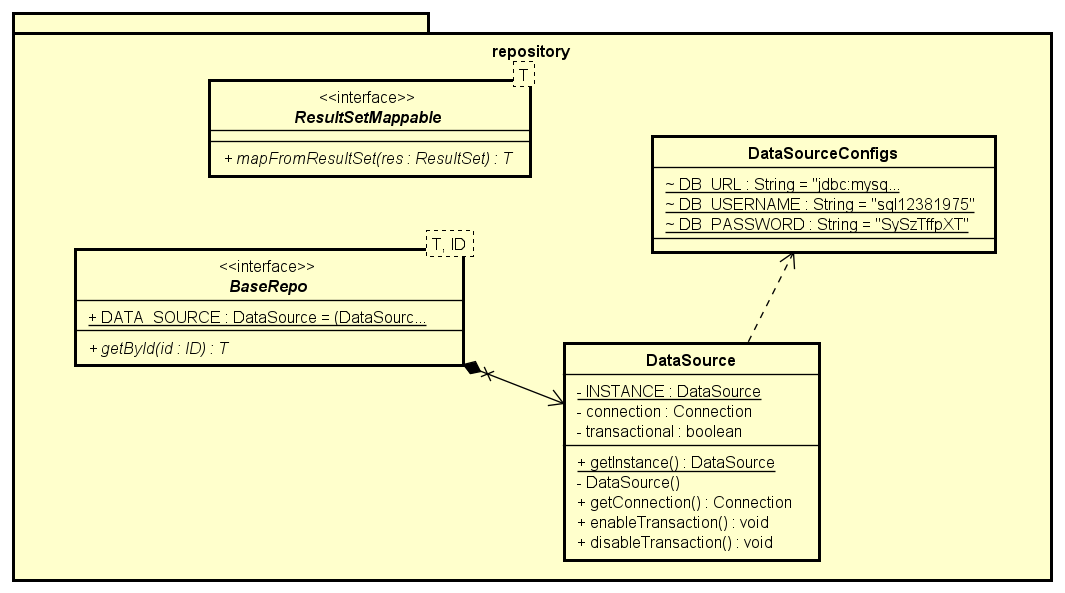 repository
T
<<interface>>
ResultSetMappable
+ mapFromResultSet(res : ResultSet) : T
DataSourceConfigs
~ DB_URL : String = "jdbc:mysq...
~ DB_USERNAME : String = "sql12381975"
~ DB_PASSWORD : String = "SySzTffpXT"
T, ID
<<interface>>
BaseRepo
+ DATA_SOURCE : DataSource = (DataSourc...
+ getById(id : ID) : T
DataSource
- INSTANCE : DataSource
- connection : Connection
- transactional : boolean
+ getInstance() : DataSource
- DataSource()
+ getConnection() : Connection
+ enableTransaction() : void
+ disableTransaction() : void